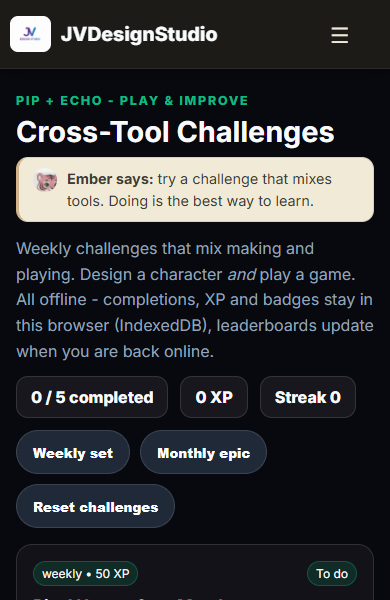 JV
JVDesignStudio
☰
PIP + ECHO - PLAY & IMPROVE
Cross-Tool Challenges
Ember says: try a challenge that mixes
tools. Doing is the best way to learn.
Weekly challenges that mix making and
playing. Design a character and play a game.
All offline - completions, XP and badges stay in
this browser (IndexedDB), leaderboards update
when you are back online.
0 / 5 completed
0 XP
Streak 0
Weekly set
Monthly epic
Reset challenges
weekly • 50 XP
To do